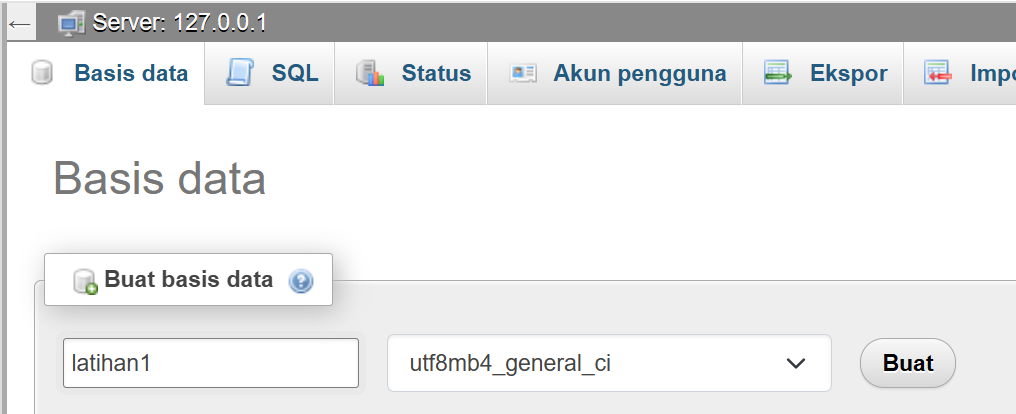 Server: 127.0.0.1
Basis data SQL Status Akun pengguna Ekspor Impo
Basis data
Buat basis data
latihan1 utf8mb4_general_ci Buat